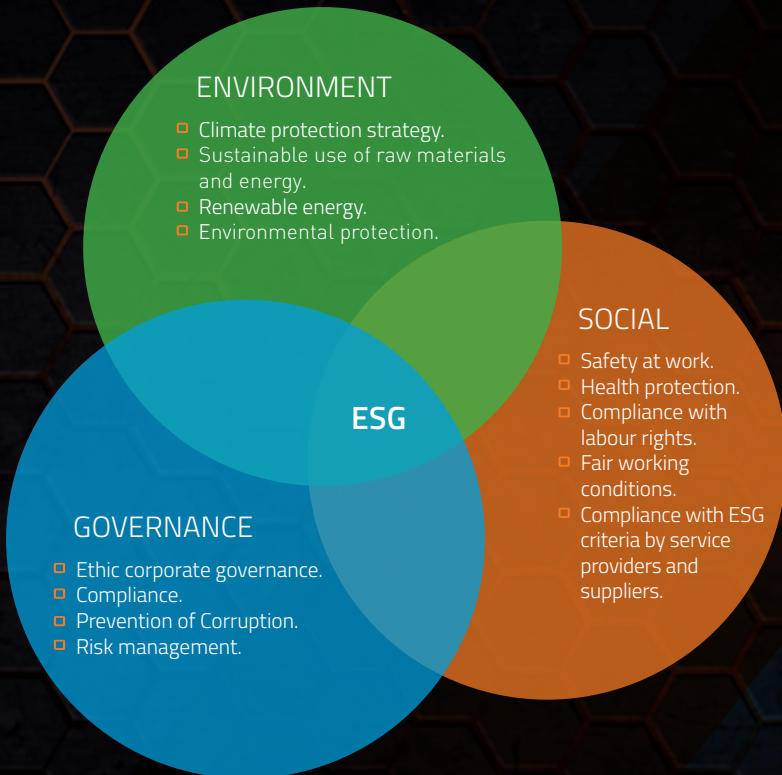 ENVIRONMENT
Climate protection strategy.
Sustainable use of raw materials
and energy.
Renewable energy.
Environmental protection.
SOCIAL
Safety at work.
Health protection.
Compliance with
labour rights.
Fair working
conditions.
Compliance with ESG
criteria by service
providers and
suppliers.
ESG
GOVERNANCE
Ethic corporate governance.
Compliance.
Prevention of Corruption.
Risk management.